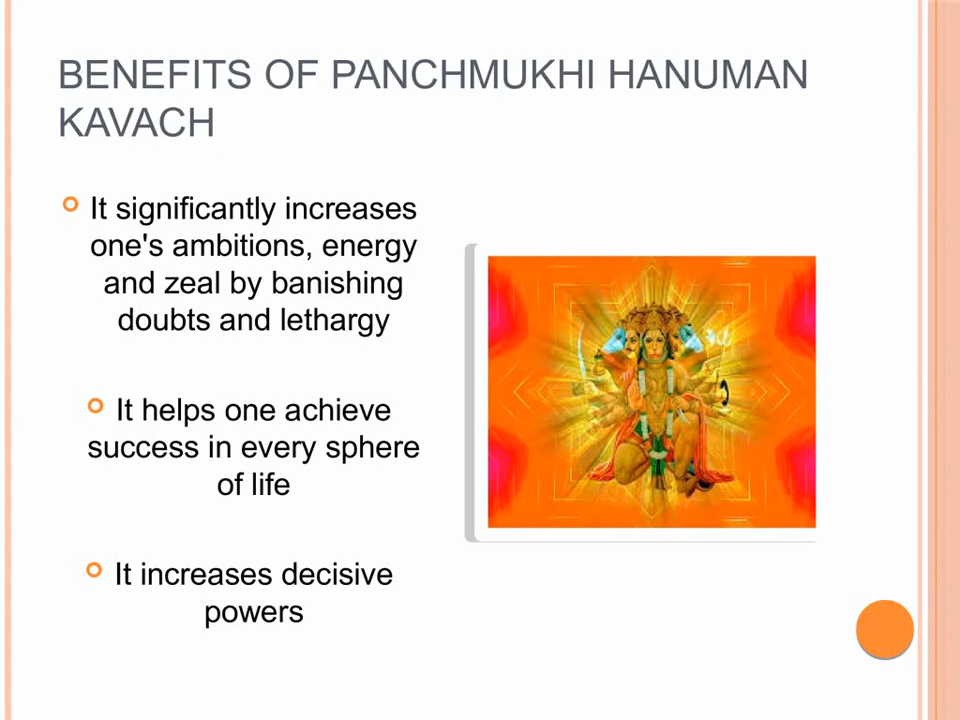 BENEFITS OF PANCHMUKHI HANUMAN
KAVACH
It significantly increases
one's ambitions, energy
and zeal by banishing
doubts and lethargy
It helps one achieve
success in every sphere
of life
It increases decisive
powers